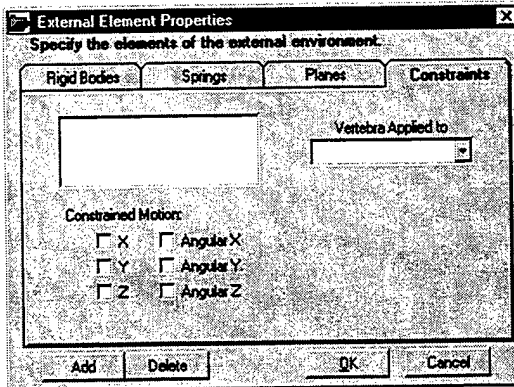 External Element Properties
Specify the elements of the external environment.
Rigid Bodies Springs Planes Constraints
Vertebra Applied to
Constrained Motion:
X Angular X
Y Angular Y
Z Angular Z
Add Delete OK Cancel